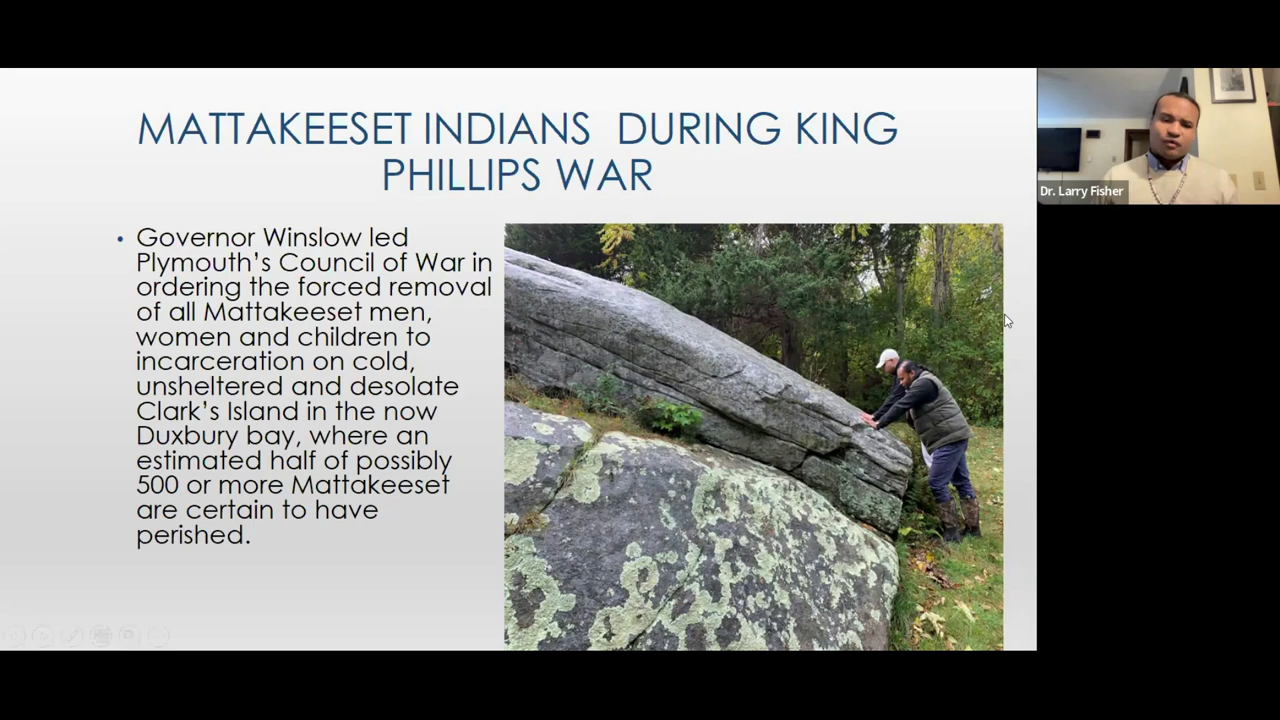 MATTAKEESET INDIANS DURING KING
PHILLIPS WAR
• Governor Winslow led
Plymouth’s Council of War in
ordering the forced removal
of all Mattakeeset men,
women and children to
incarceration on cold,
unsheltered and desolate
Clark’s Island in the now
Duxbury bay, where an
estimated half of possibly
500 or more Mattakeeset
are certain to have
perished.
Dr. Larry Fisher